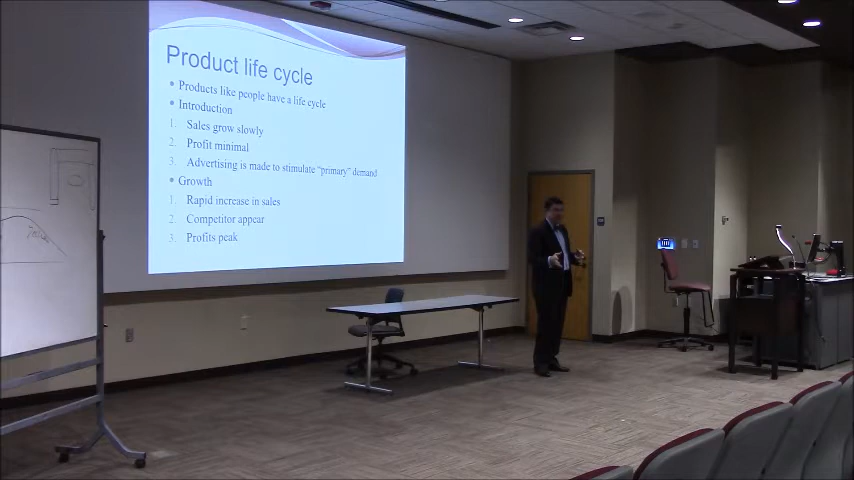 Product life cycle
• Products like people have a life cycle
• Introduction
1. Sales grow slowly
2. Profit minimal
3. Advertising is made to stimulate "primary" demand
• Growth
1. Rapid increase in sales
2. Competitor appear
3. Profits peak